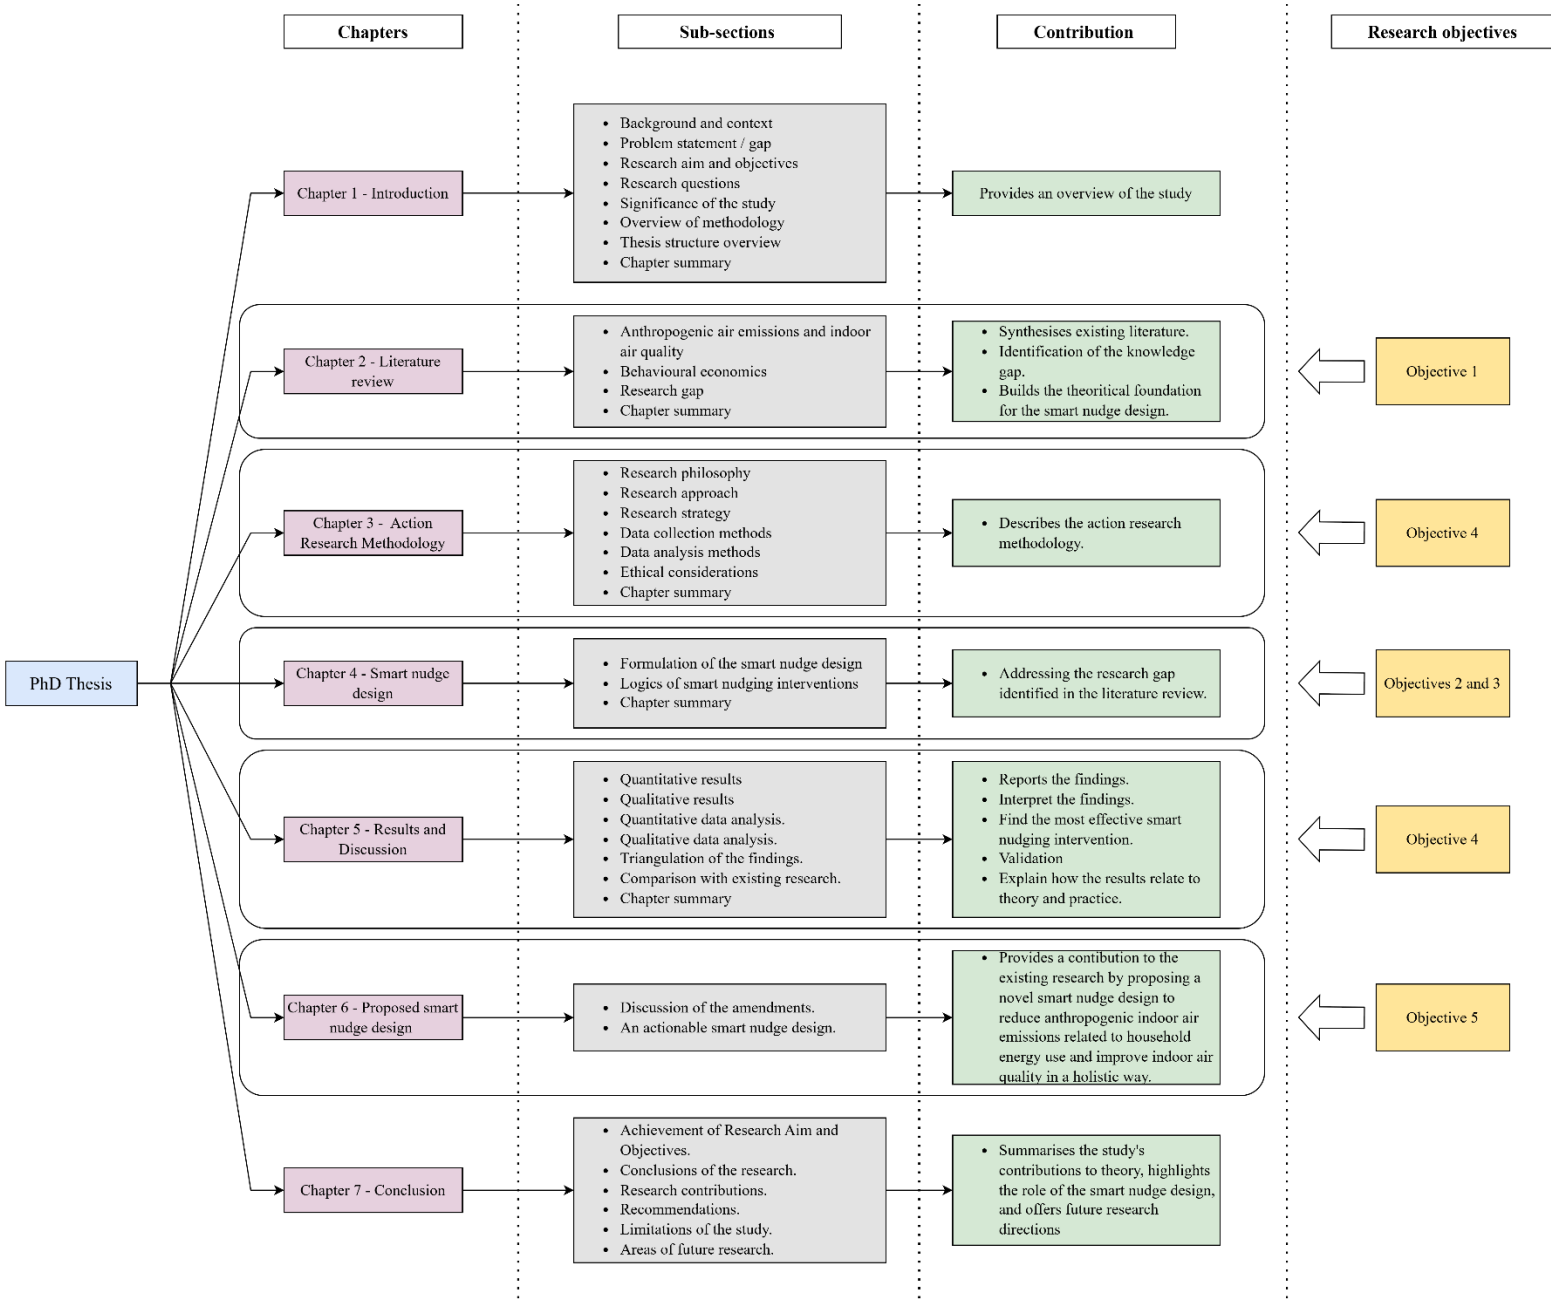 Chapters
Sub-sections
Contribution
Research objectives
PhD Thesis
Chapter 1 - Introduction
• Background and context
• Problem statement / gap
• Research aim and objectives
• Research questions
• Significance of the study
• Overview of methodology
• Thesis structure overview
• Chapter summary
Provides an overview of the study
Chapter 2 - Literature
review
• Anthropogenic air emissions and indoor
air quality
• Behavioural economics
• Research gap
• Chapter summary
• Synthesises existing literature.
• Identification of the knowledge
gap.
• Builds the theoritical foundation
for the smart nudge design.
Objective 1
Chapter 3 - Action
Research Methodology
• Research philosophy
• Research approach
• Research strategy
• Data collection methods
• Data analysis methods
• Ethical considerations
• Chapter summary
• Describes the action research
methodology.
Objective 4
Chapter 4 - Smart nudge
design
• Formulation of the smart nudge design
• Logics of smart nudging interventions
• Chapter summary
• Addressing the research gap
identified in the literature review.
Objectives 2 and 3
Chapter 5 - Results and
Discussion
• Quantitative results
• Qualitative results
• Quantitative data analysis.
• Qualitative data analysis.
• Triangulation of the findings.
• Comparison with existing research.
• Chapter summary
• Reports the findings.
• Interpret the findings.
• Find the most effective smart
nudging intervention.
• Validation
• Explain how the results relate to
theory and practice.
Objective 4
Chapter 6 - Proposed smart
nudge design
• Discussion of the amendments.
• An actionable smart nudge design.
• Provides a contibution to the
existing research by proposing a
novel smart nudge design to
reduce anthropogenic indoor air
emissions related to household
energy use and improve indoor air
quality in a holistic way.
Objective 5
Chapter 7 - Conclusion
• Achievement of Research Aim and
Objectives.
• Conclusions of the research.
• Research contributions.
• Recommendations.
• Limitations of the study.
• Areas of future research.
• Summarises the study's
contributions to theory, highlights
the role of the smart nudge design,
and offers future research
directions